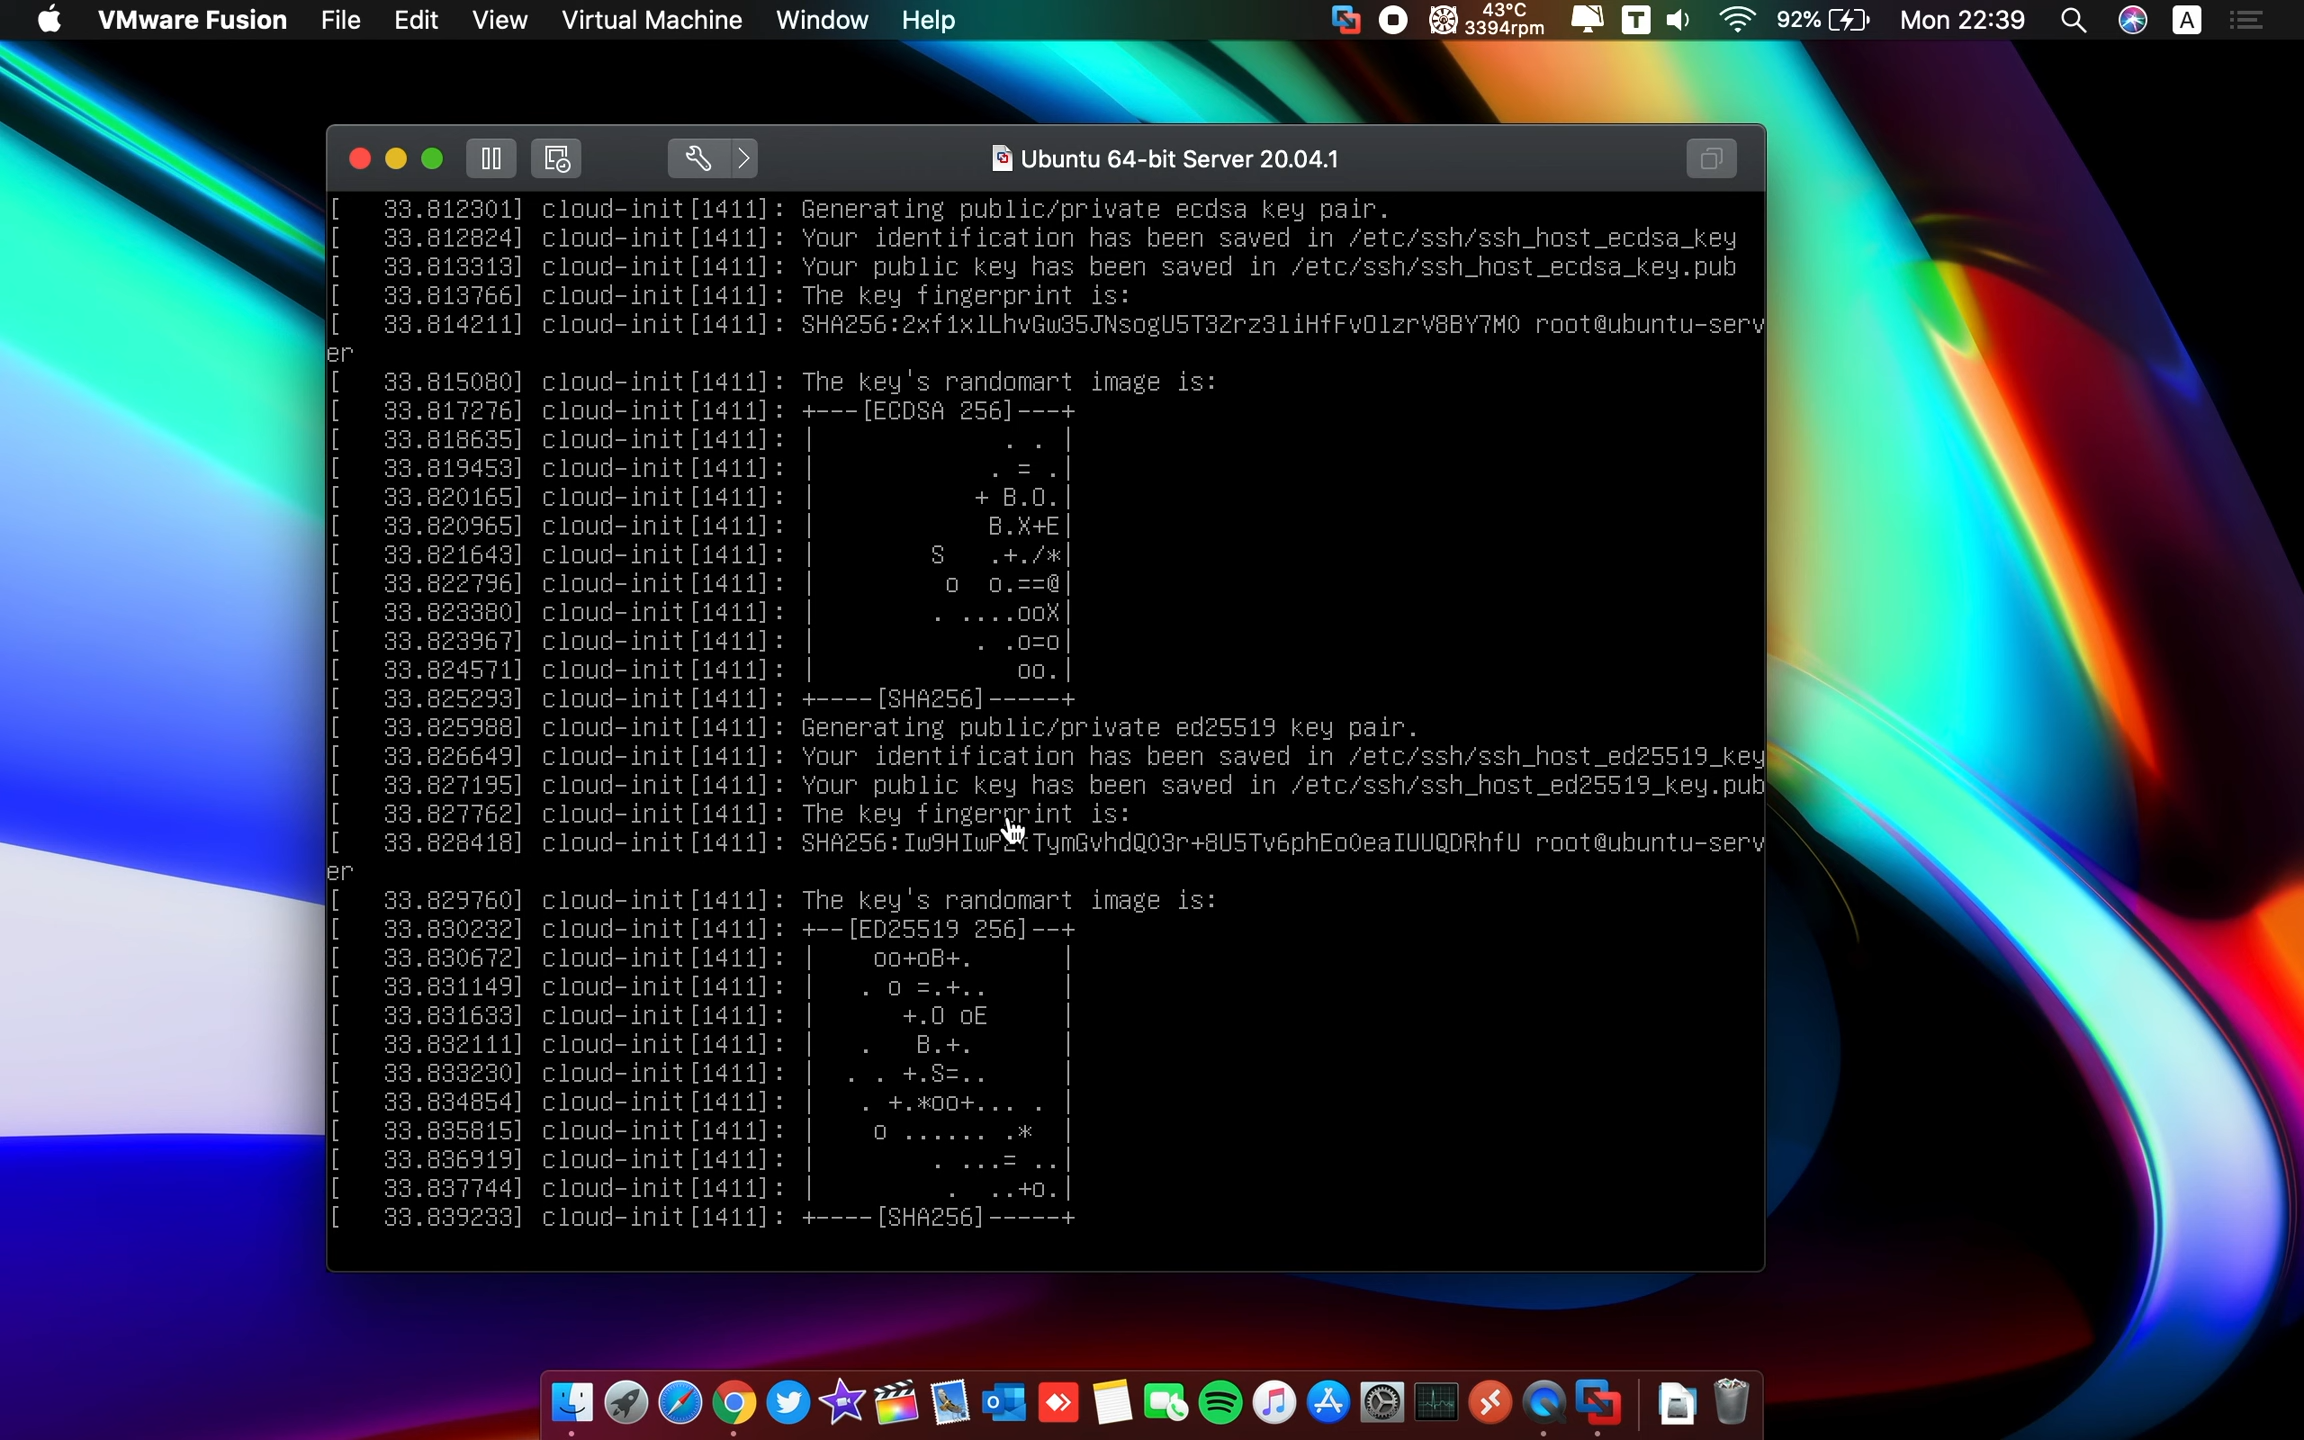 VMware Fusion File Edit View Virtual Machine Window Help 43°C 3394rpm T 92% Mon 22:39 A
Ubuntu 64-bit Server 20.04.1
[   33.812301] cloud-init[1411]: Generating public/private ecdsa key pair.
[   33.812824] cloud-init[1411]: Your identification has been saved in /etc/ssh/ssh_host_ecdsa_key
[   33.813313] cloud-init[1411]: Your public key has been saved in /etc/ssh/ssh_host_ecdsa_key.pub
[   33.813766] cloud-init[1411]: The key fingerprint is:
[   33.814211] cloud-init[1411]: root@ubuntu-serv
er
[   33.815080] cloud-init[1411]: The key's randomart image is:
[   33.817276] cloud-init[1411]: +---[ECDSA 256]---+
[   33.818635] cloud-init[1411]: |             . . |
[   33.819453] cloud-init[1411]: |            . = .|
[   33.820165] cloud-init[1411]: |           + B.O.|
[   33.820965] cloud-init[1411]: |            B.X+E|
[   33.821643] cloud-init[1411]: |        S   .+./*|
[   33.822796] cloud-init[1411]: |         o  o.==@|
[   33.823380] cloud-init[1411]: |        . ....ooX|
[   33.823967] cloud-init[1411]: |           . .o=o|
[   33.824571] cloud-init[1411]: |              oo.|
[   33.825293] cloud-init[1411]: +----[SHA256]-----+
[   33.825988] cloud-init[1411]: Generating public/private ed25519 key pair.
[   33.826649] cloud-init[1411]: Your identification has been saved in /etc/ssh/ssh_host_ed25519_key
[   33.827195] cloud-init[1411]: Your public key has been saved in /etc/ssh/ssh_host_ed25519_key.pub
[   33.827762] cloud-init[1411]: The key fingerprint is:
[   33.828418] cloud-init[1411]: root@ubuntu-serv
er
[   33.829760] cloud-init[1411]: The key's randomart image is:
[   33.830232] cloud-init[1411]: +--[ED25519 256]--+
[   33.830672] cloud-init[1411]: |    oo+oB+.      |
[   33.831149] cloud-init[1411]: |   . o =.+..     |
[   33.831633] cloud-init[1411]: |      +.O oE     |
[   33.832111] cloud-init[1411]: |   .   B.+.      |
[   33.833230] cloud-init[1411]: |  . . +.S=..     |
[   33.834854] cloud-init[1411]: |   . +.*oo+... . |
[   33.835815] cloud-init[1411]: |    o ...... .*  |
[   33.836919] cloud-init[1411]: |        . ...= ..|
[   33.837744] cloud-init[1411]: |         .  ..+o.|
[   33.839233] cloud-init[1411]: +----[SHA256]-----+